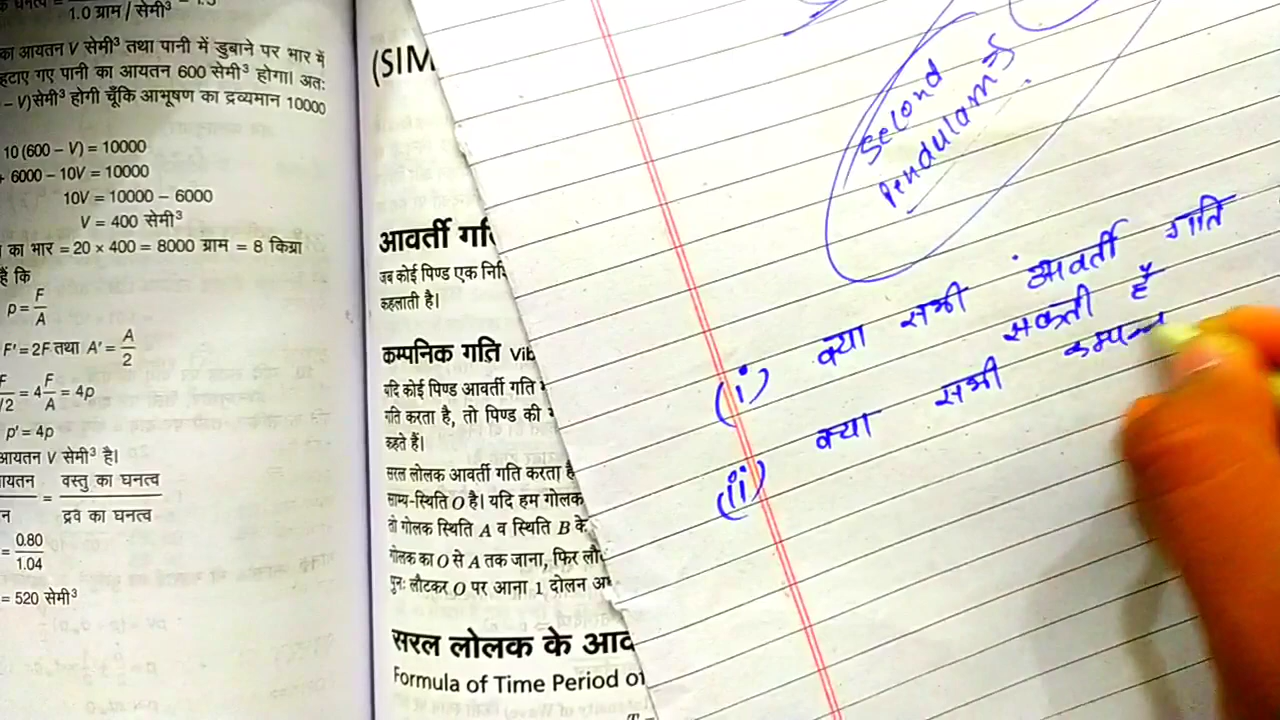 1.0 ग्राम / सेमी³
का आयतन V सेमी³ तथा पानी में डुबाने पर भार में
हटाए गए पानी का आयतन 600 सेमी³ होगा। अतः
- V) सेमी³ होगी चूँकि आभूषण का द्रव्यमान 10000
10 (600 - V) = 10000
6000 - 10V = 10000
10V = 10000 - 6000
V = 400 सेमी³
का भार = 20 × 400 = 8000 ग्राम = 8 किग्रा
हैं कि
p = F/A
F' = 2F तथा A' = A/2
= 4 F/A = 4p
p' = 4p
आयतन V सेमी³ है।
= वस्तु का घनत्व / द्रव का घनत्व
= 0.80/1.04
= 520 सेमी³
(SIM
आवर्ती गति
जब कोई पिण्ड एक
कहलाती है।
कम्पनिक गति Vib
यदि कोई पिण्ड आवर्ती गति
गति करता है, तो पिण्ड की
कहते हैं।
सरल लोलक आवर्ती गति करता है
साम्य-स्थिति O है। यदि हम गोलक
तो गोलक स्थिति A व स्थिति B के
गोलक का O से A तक जाना, फिर
पुनः लौटकर O पर आना 1 दोलन
सरल लोलक के आव
Formula of Time Period of
Second
Pendulam
(i) क्या सभी आवर्ती गति
सकती हैं
(ii) क्या सभी कम्पन